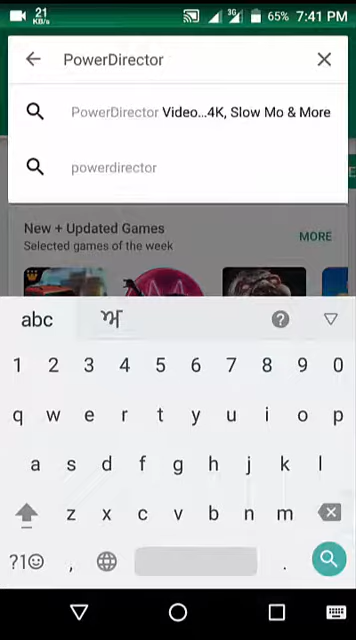 21
KB/s
3G
65%
7:41 PM
PowerDirector
PowerDirector Video...4K, Slow Mo & More
powerdirector
New + Updated Games
MORE
Selected games of the week
abc
ਅ
1 2 3 4 5 6 7 8 9 0
q w e r t y u i o p
a s d f g h j k l
z x c v b n m
?1☺ , .